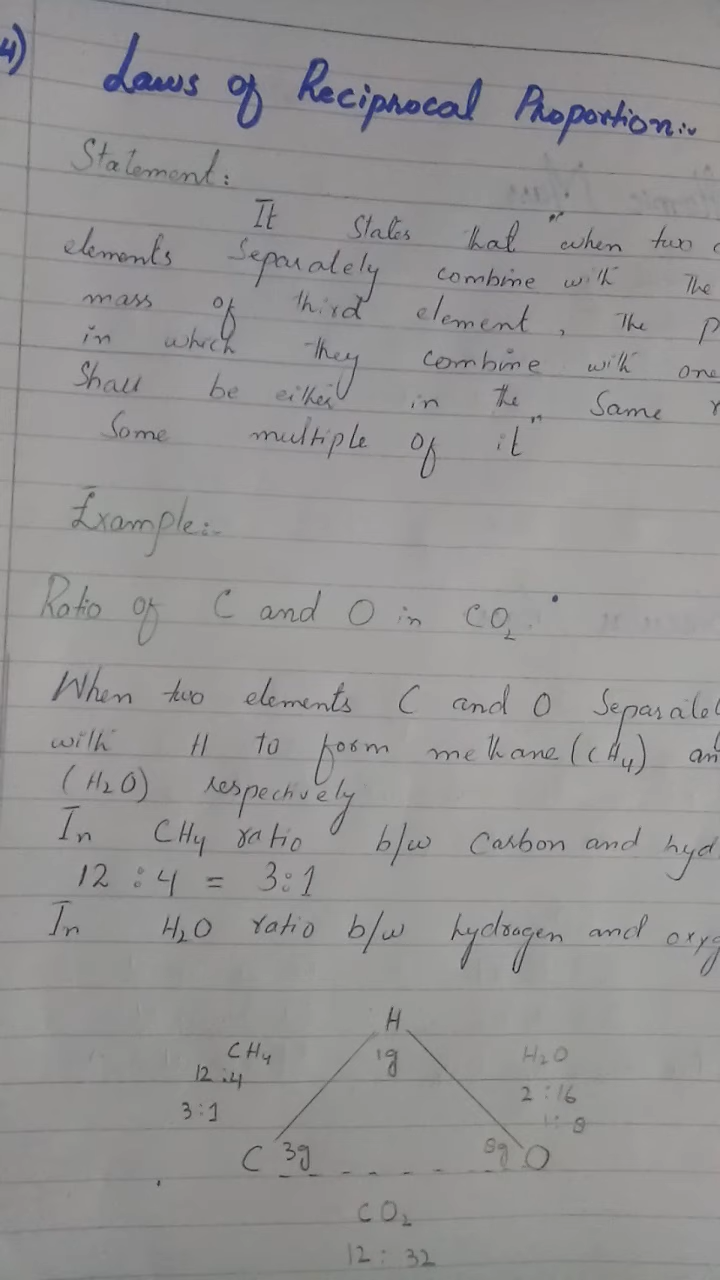 4)
Laws of Reciprocal Proportion:-
Statement:
It States that "when two
elements Separately combine with The
mass of third element, The P
in which They combine with one
Shall be either in the Same r
Some multiple of it"
Example:-
Ratio of C and O in CO₂.
When two elements C and O Separatel
with H to form methane (CH₄) an
(H₂O) respectively
In CH₄ ratio b/w Carbon and hyd
12 : 4 = 3:1
In H₂O ratio b/w hydrogen and oxyg
H
1g
CH₄
12 :4
3:1
H₂O
2 : 16
1: 8
C 3g
8g O
CO₂
12 : 32